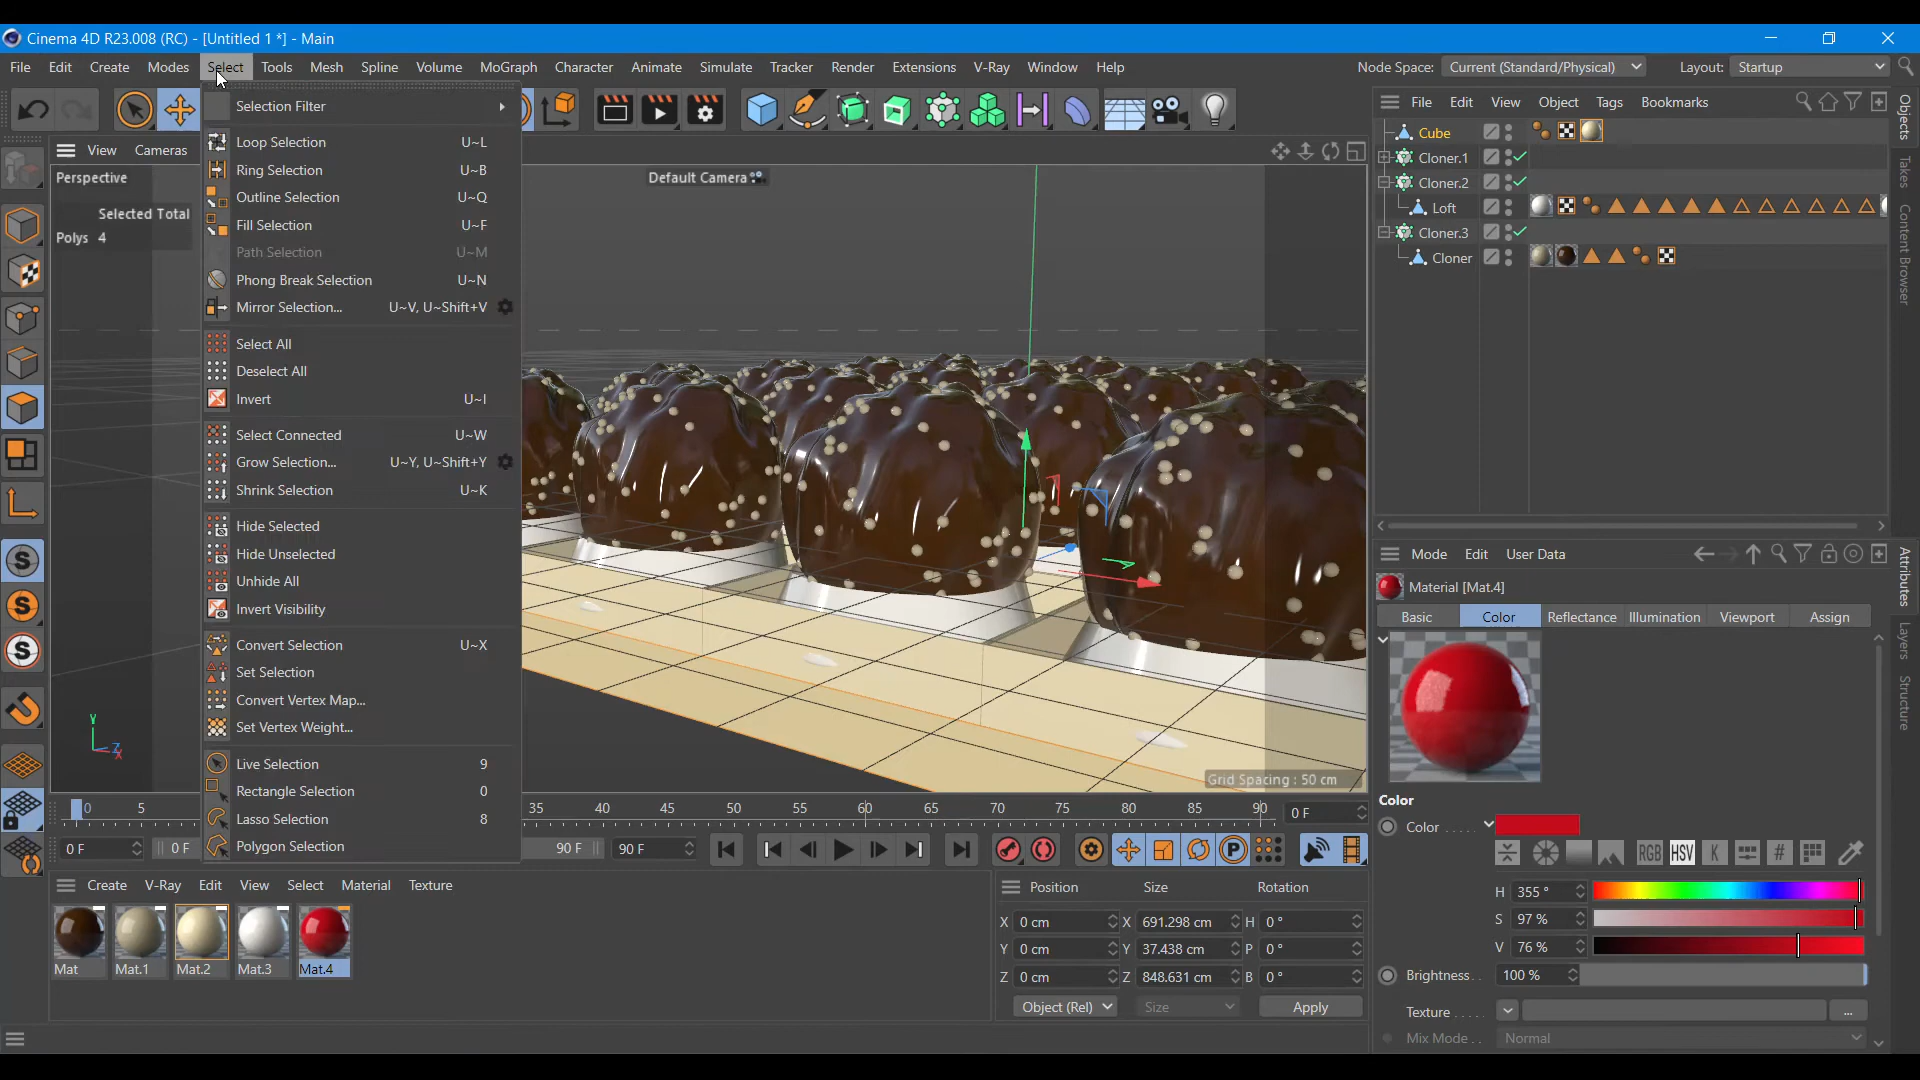 Cinema 4D R23.008 (RC) - [Untitled 1 *] - Main
File Edit Create Modes Select Tools Mesh Spline Volume MoGraph Character Animate Simulate Tracker Render Extensions V-Ray Window Help
Node Space: Current (Standard/Physical) Layout: Startup
Selection Filter
Loop Selection U~L
Ring Selection U~B
Outline Selection U~Q
Fill Selection U~F
Path Selection U~M
Phong Break Selection U~N
Mirror Selection... U~V, U~Shift+V
Select All
Deselect All
Invert U~I
Select Connected U~W
Grow Selection... U~Y, U~Shift+Y
Shrink Selection U~K
Hide Selected
Hide Unselected
Unhide All
Invert Visibility
Convert Selection U~X
Set Selection
Convert Vertex Map...
Set Vertex Weight...
Live Selection 9
Rectangle Selection 0
Lasso Selection 8
Polygon Selection
View Cameras
Perspective
Default Camera
Selected Total
Polys 4
Y
Z
X
Grid Spacing : 50 cm
File Edit View Object Tags Bookmarks
Cube
Cloner.1
Cloner.2
Loft
Cloner.3
Cloner
Objects
Takes
Content Browser
Mode Edit User Data
Material [Mat.4]
Basic Color Reflectance Illumination Viewport Assign
Attributes
Layers
Structure
Color
Color . . . . .
RGB HSV K #
H 355 °
S 97 %
V 76 %
Brightness. . 100 %
Texture . . . . . ...
Mix Mode . . Normal
0 5 35 40 45 50 55 60 65 70 75 80 85 90 0 F
0 F 0 F 90 F 90 F
Create V-Ray Edit View Select Material Texture
Mat Mat.1 Mat.2 Mat.3 Mat.4
Position Size Rotation
X 0 cm X 691.298 cm H 0 °
Y 0 cm Y 37.438 cm P 0 °
Z 0 cm Z 848.631 cm B 0 °
Object (Rel) Size Apply